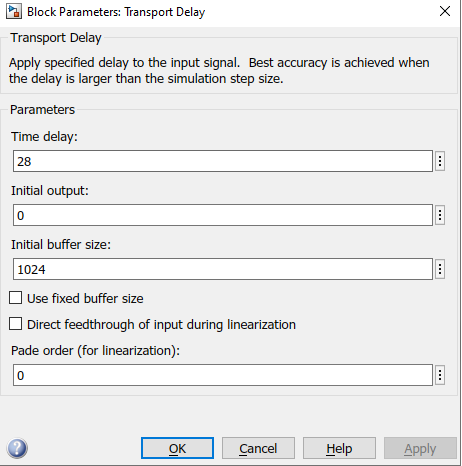 Block Parameters: Transport Delay
Transport Delay
Apply specified delay to the input signal.  Best accuracy is achieved when
the delay is larger than the simulation step size.
Parameters
Time delay:
28
Initial output:
0
Initial buffer size:
1024
Use fixed buffer size
Direct feedthrough of input during linearization
Pade order (for linearization):
0
? OK Cancel Help Apply